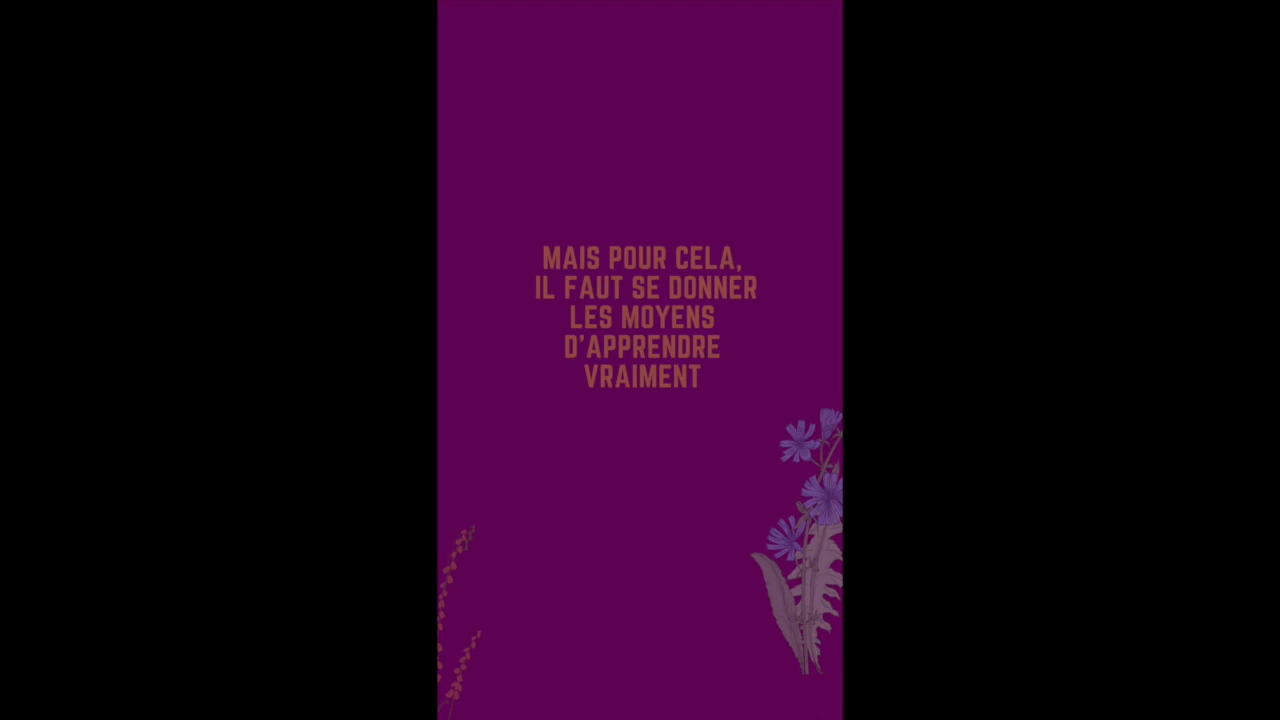 MAIS POUR CELA,
IL FAUT SE DONNER
LES MOYENS
D'APPRENDRE
VRAIMENT